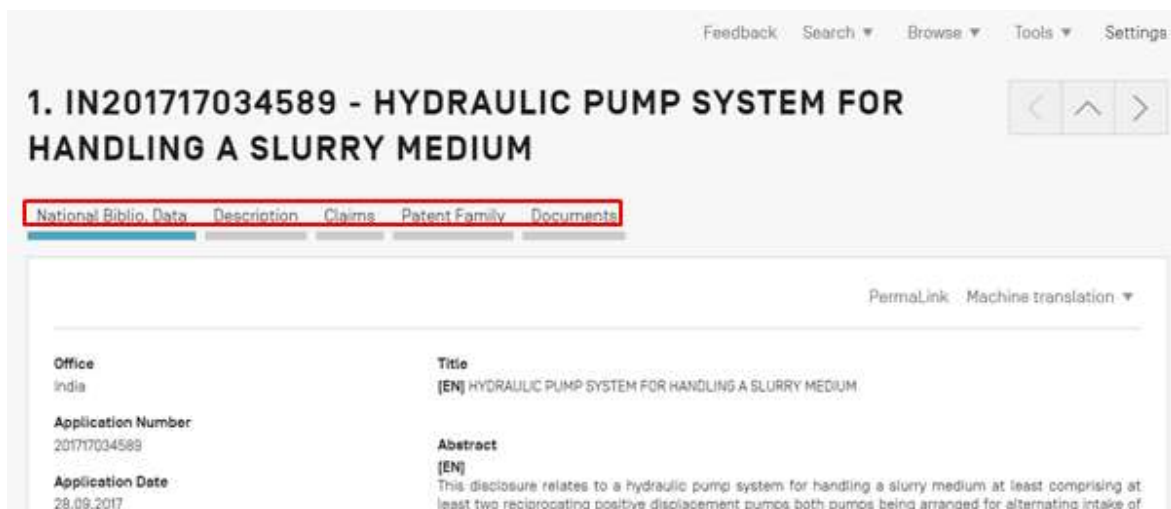 Feedback Search ▼ Browse ▼ Tools ▼ Settings
1. IN201717034589 - HYDRAULIC PUMP SYSTEM FOR
HANDLING A SLURRY MEDIUM
National Biblio. Data Description Claims Patent Family Documents
PermaLink Machine translation ▼
Office
India
Application Number
201717034589
Application Date
28.09.2017
Title
[EN] HYDRAULIC PUMP SYSTEM FOR HANDLING A SLURRY MEDIUM
Abstract
[EN]
This disclosure relates to a hydraulic pump system for handling a slurry medium at least comprising at
least two reciprocating positive displacement pumps both pumps being arranged for alternating intake of